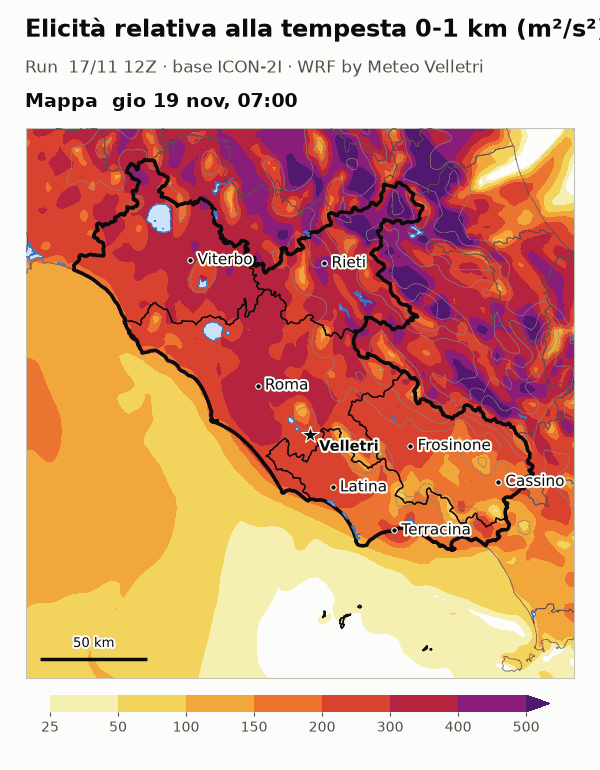 Elicità relativa alla tempesta 0-1 km (m²/s²)
Run  17/11 12Z · base ICON-2I · WRF by Meteo Velletri
Mappa  gio 19 nov, 07:00
Viterbo
Rieti
Roma
Velletri
Frosinone
Latina
Cassino
Terracina
50 km
25 50 100 150 200 300 400 500